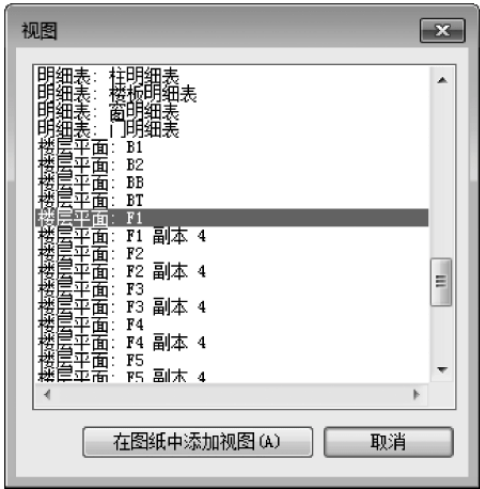 视图
明细表: 柱明细表
明细表: 楼板明细表
明细表: 窗明细表
明细表: 门明细表
楼层平面: B1
楼层平面: B2
楼层平面: BB
楼层平面: BT
楼层平面: F1
楼层平面: F1 副本 4
楼层平面: F2
楼层平面: F2 副本 4
楼层平面: F3
楼层平面: F3 副本 4
楼层平面: F4
楼层平面: F4 副本 4
楼层平面: F5
楼层平面: F5 副本 4
在图纸中添加视图(A)
取消